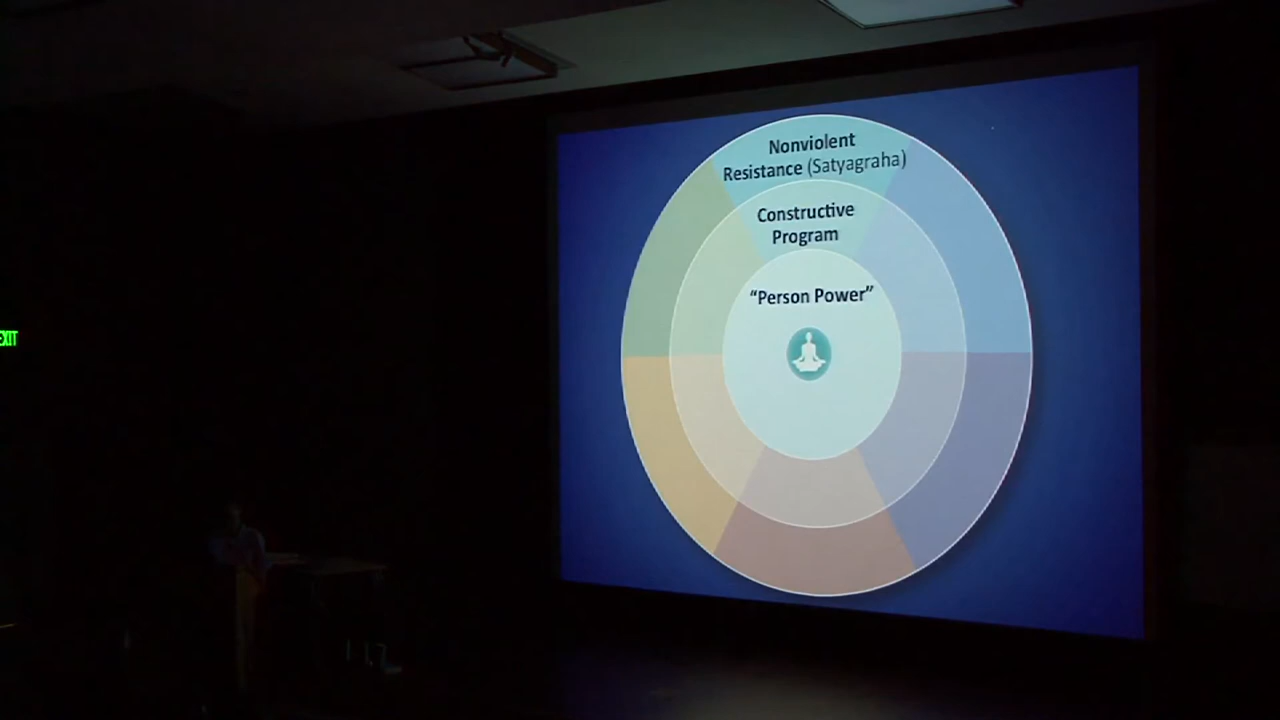 Nonviolent
Resistance (Satyagraha)
Constructive
Program
“Person Power”
EXIT